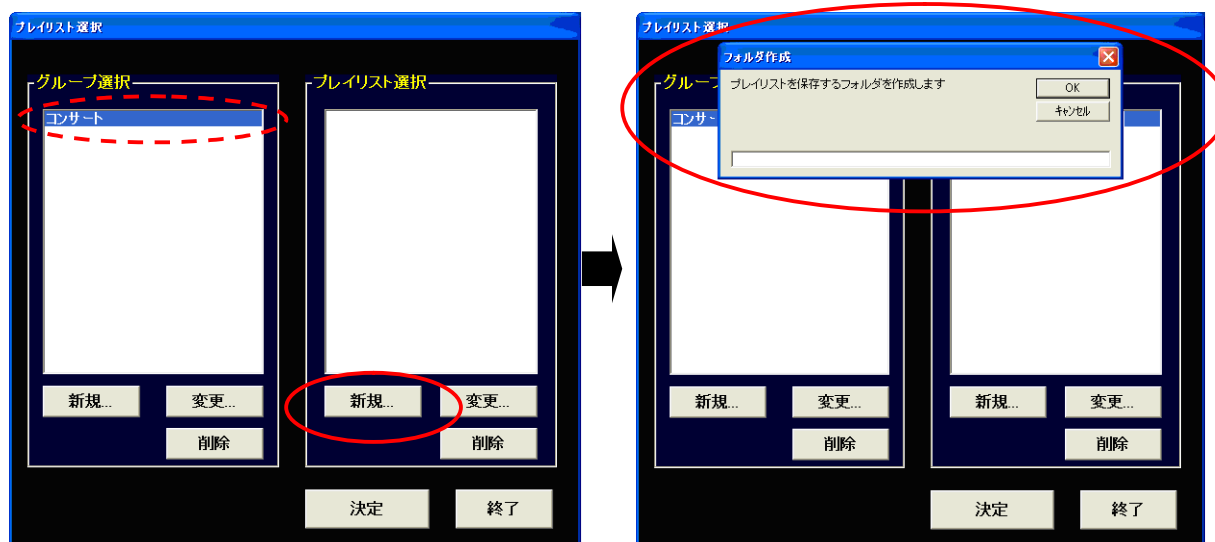 プレイリスト選択
グループ選択
プレイリスト選択
コンサート
新規...
変更...
新規...
変更...
削除
削除
決定
終了
プレイリスト選択
フォルダ作成
プレイリストを保存するフォルダを作成します
OK
キャンセル
グループ
コンサー
新規...
変更...
新規...
変更...
削除
削除
決定
終了